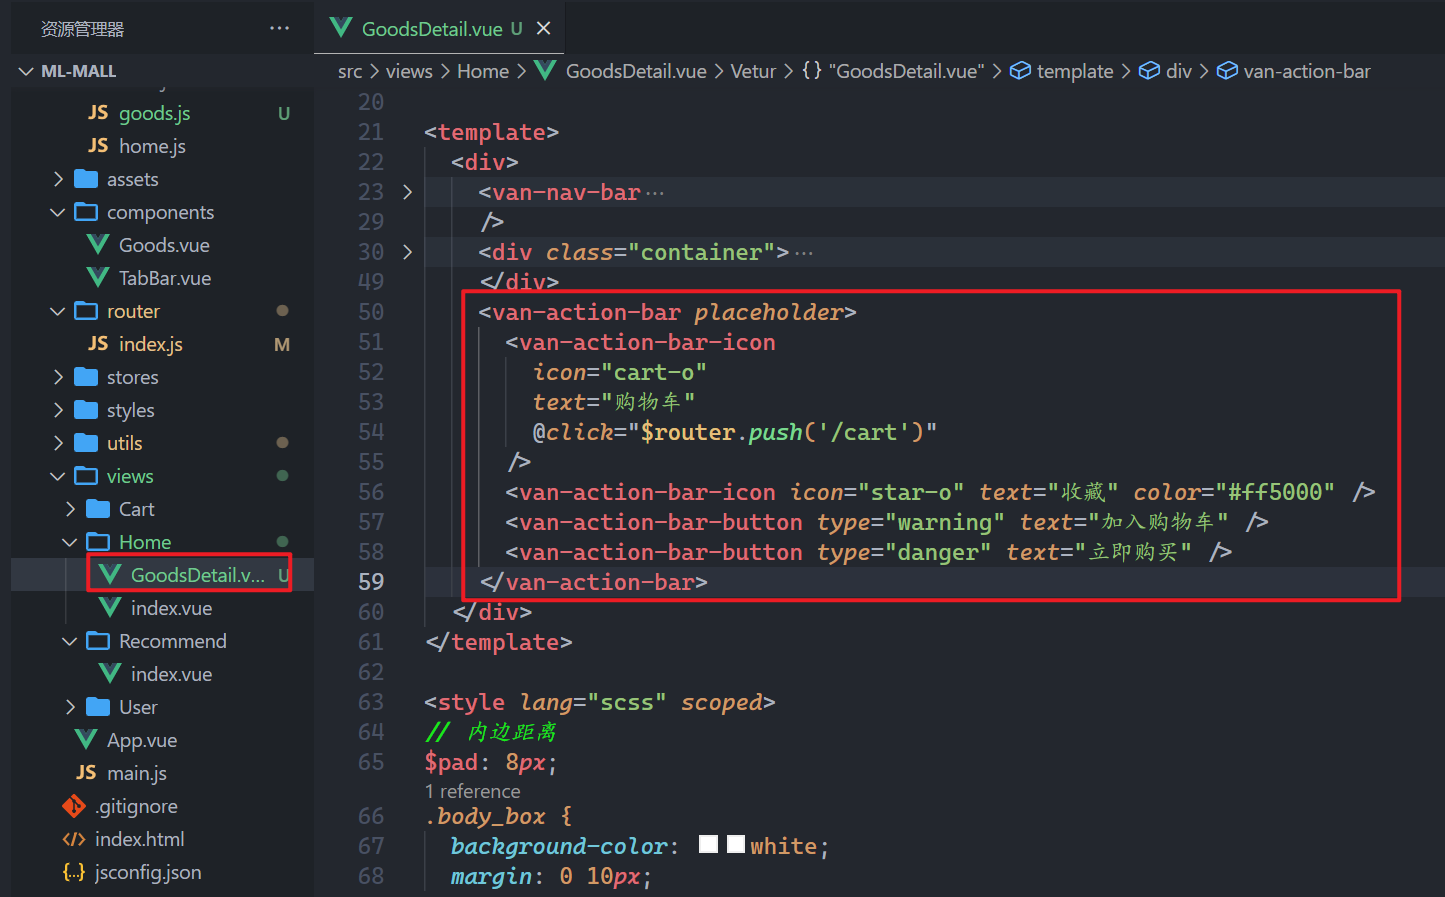 资源管理器 ···
GoodsDetail.vue U
ML-MALL
src > views > Home > GoodsDetail.vue > Vetur > {} "GoodsDetail.vue" > template > div > van-action-bar
JS goods.js U
JS home.js
assets
components
Goods.vue
TabBar.vue
router
JS index.js M
stores
styles
utils
views
Cart
Home
GoodsDetail.v... U
index.vue
Recommend
index.vue
User
App.vue
JS main.js
.gitignore
index.html
jsconfig.json
20
21 <template>
22 <div>
23 <van-nav-bar ···
29 />
30 <div class="container"> ···
49 </div>
50 <van-action-bar placeholder>
51 <van-action-bar-icon
52 icon="cart-o"
53 text="购物车"
54 @click="$router.push('/cart')"
55 />
56 <van-action-bar-icon icon="star-o" text="收藏" color="#ff5000" />
57 <van-action-bar-button type="warning" text="加入购物车" />
58 <van-action-bar-button type="danger" text="立即购买" />
59 </van-action-bar>
60 </div>
61 </template>
62
63 <style lang="scss" scoped>
64 // 内边距离
65 $pad: 8px;
1 reference
66 .body_box {
67 background-color: white;
68 margin: 0 10px;